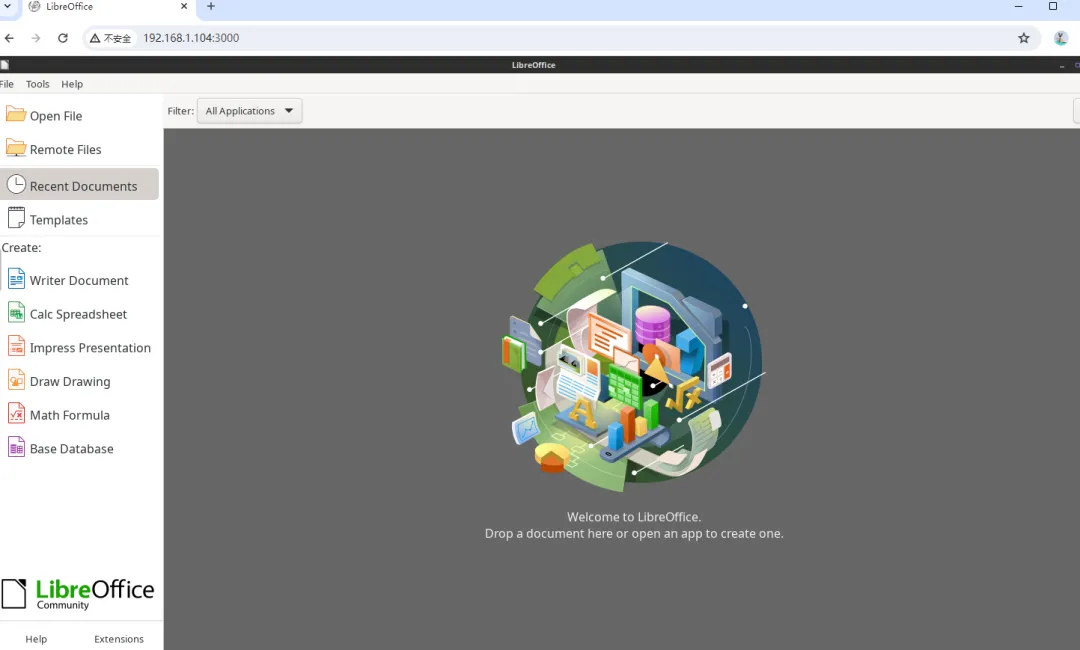 LibreOffice
不安全 192.168.1.104:3000
LibreOffice
File Tools Help
Open File
Remote Files
Recent Documents
Templates
Create:
Writer Document
Calc Spreadsheet
Impress Presentation
Draw Drawing
Math Formula
Base Database
LibreOffice
Community
Help Extensions
Filter: All Applications
Welcome to LibreOffice.
Drop a document here or open an app to create one.